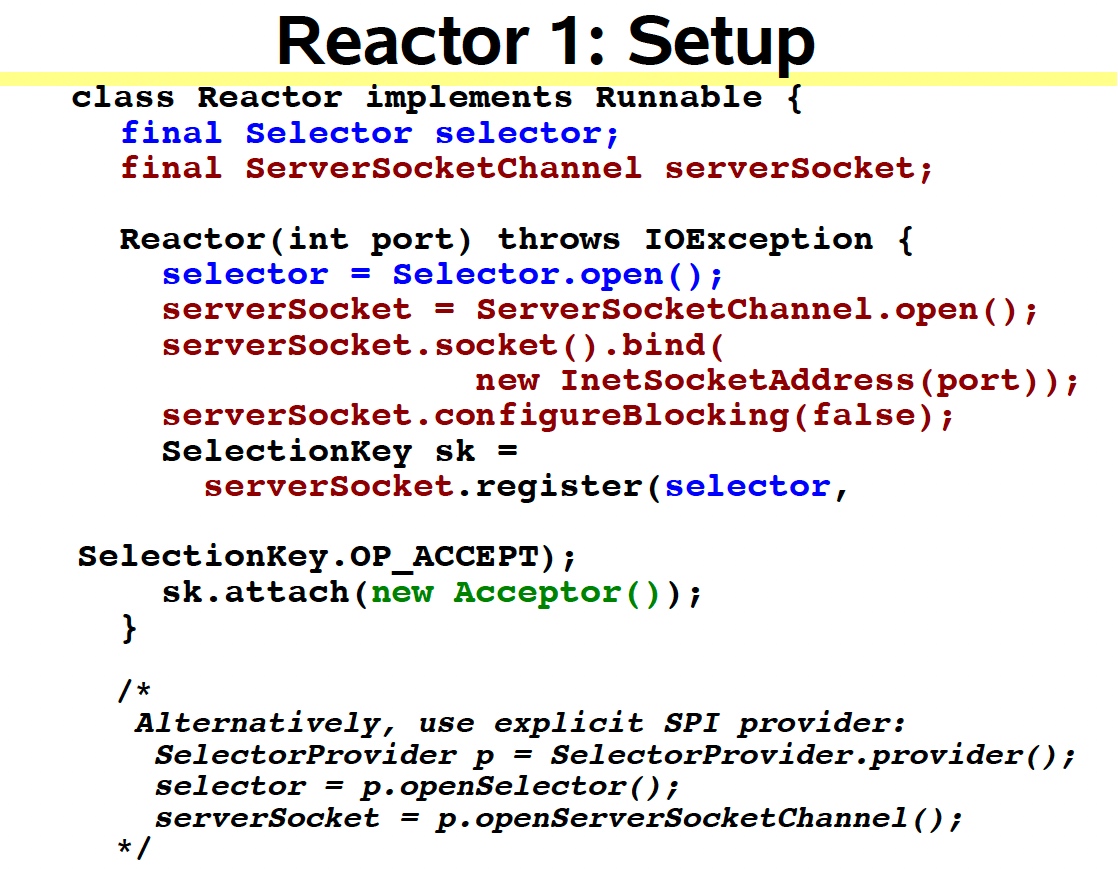 Reactor 1: Setup
class Reactor implements Runnable {
final Selector selector;
final ServerSocketChannel serverSocket;
Reactor(int port) throws IOException {
selector = Selector.open();
serverSocket = ServerSocketChannel.open();
serverSocket.socket().bind(
new InetSocketAddress(port));
serverSocket.configureBlocking(false);
SelectionKey sk =
serverSocket.register(selector,
SelectionKey.OP_ACCEPT);
sk.attach(new Acceptor());
}
/*
Alternatively, use explicit SPI provider:
SelectorProvider p = SelectorProvider.provider();
selector = p.openSelector();
serverSocket = p.openServerSocketChannel();
*/